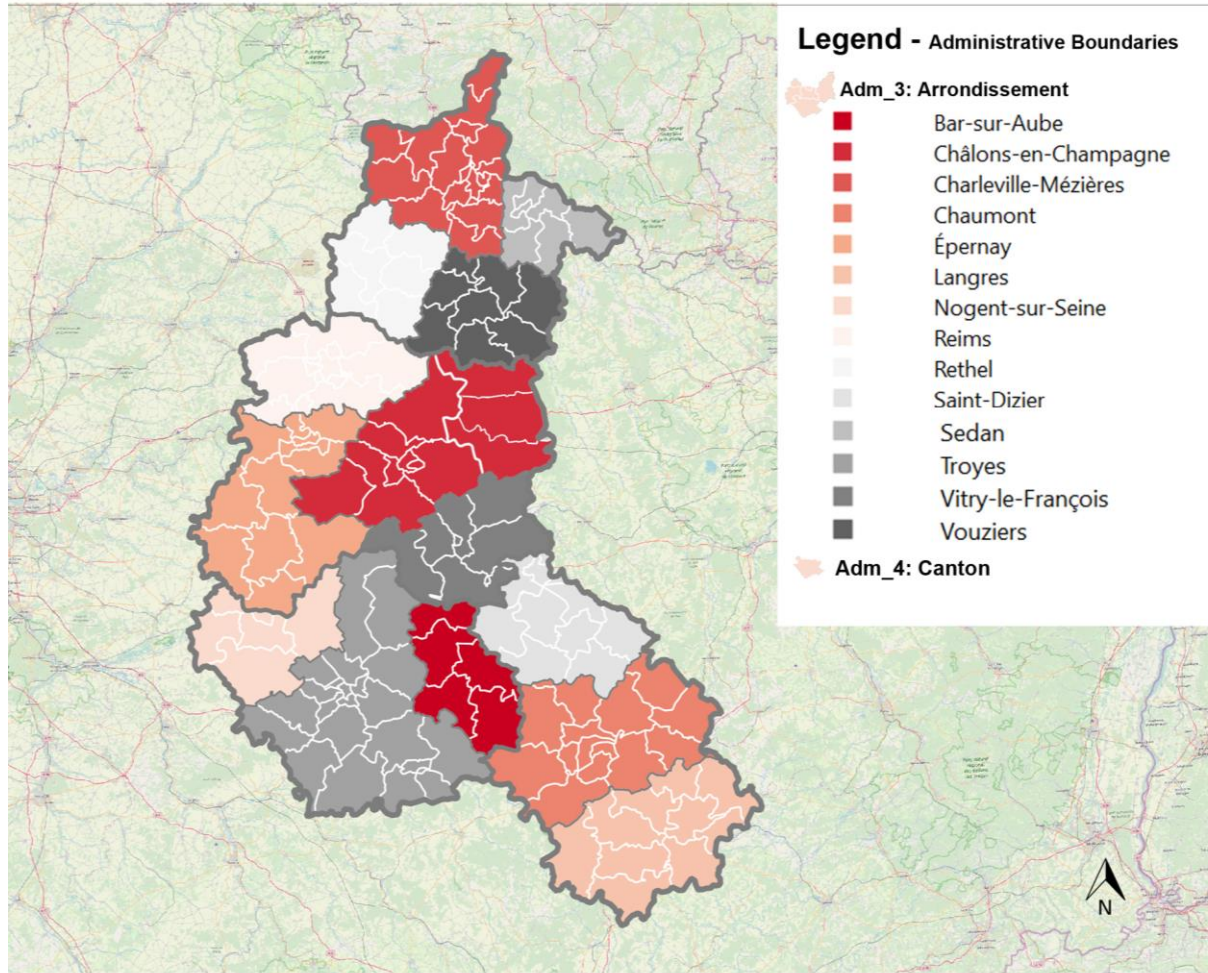 Legend - Administrative Boundaries
Adm_3: Arrondissement
Bar-sur-Aube
Châlons-en-Champagne
Charleville-Mézières
Chaumont
Épernay
Langres
Nogent-sur-Seine
Reims
Rethel
Saint-Dizier
Sedan
Troyes
Vitry-le-François
Vouziers
Adm_4: Canton
N